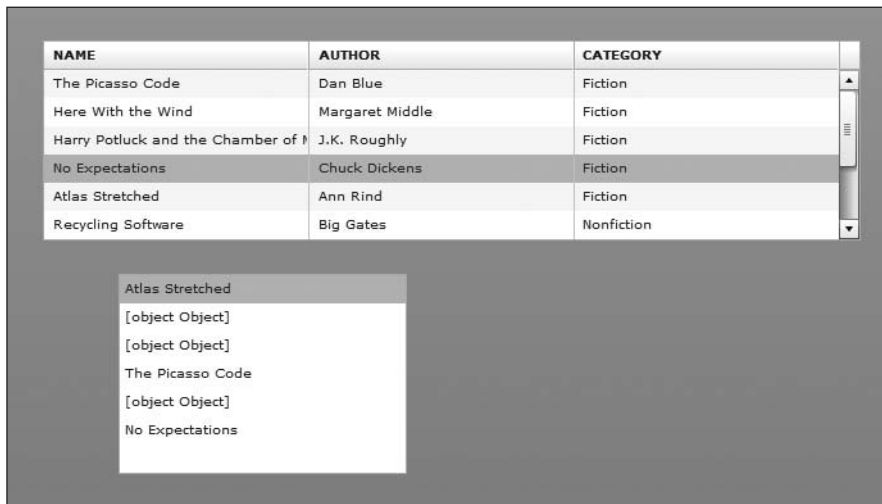 NAME AUTHOR CATEGORY
The Picasso Code Dan Blue Fiction
Here With the Wind Margaret Middle Fiction
Harry Potluck and the Chamber of J.K. Roughly Fiction
No Expectations Chuck Dickens Fiction
Atlas Stretched Ann Rind Fiction
Recycling Software Big Gates Nonfiction
Atlas Stretched
[object Object]
[object Object]
The Picasso Code
[object Object]
No Expectations